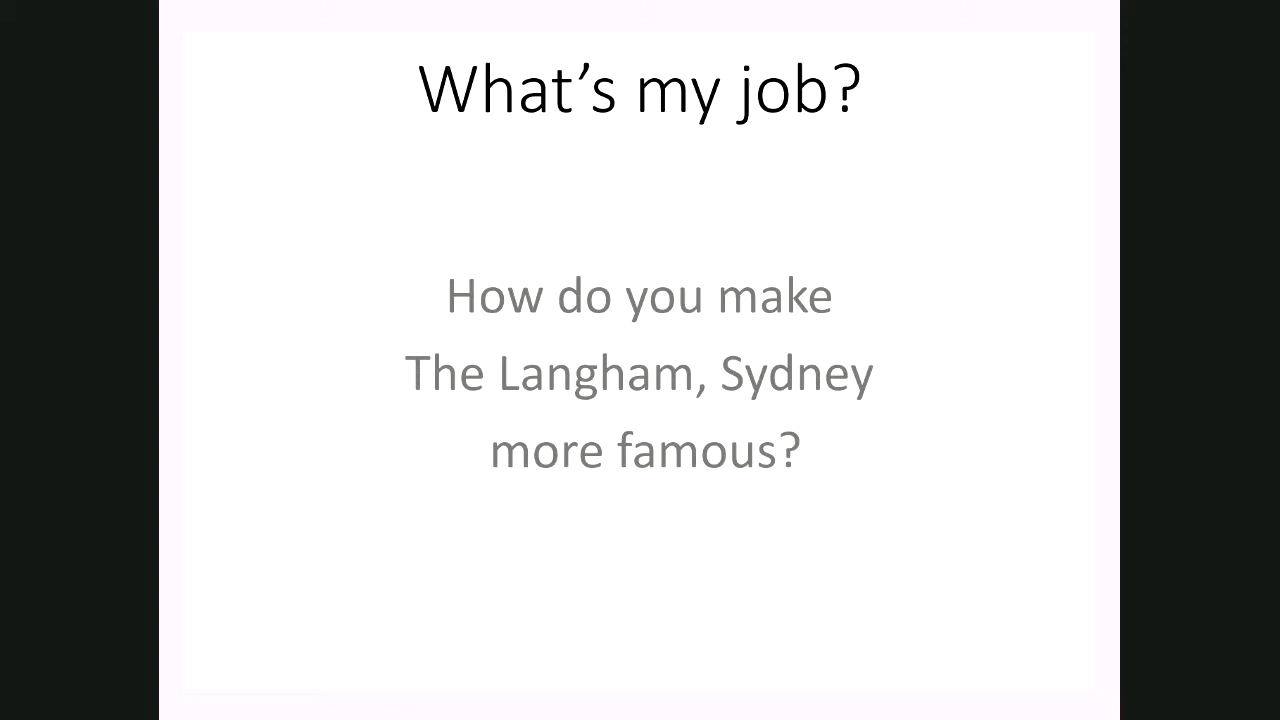 What’s my job?
How do you make
The Langham, Sydney
more famous?